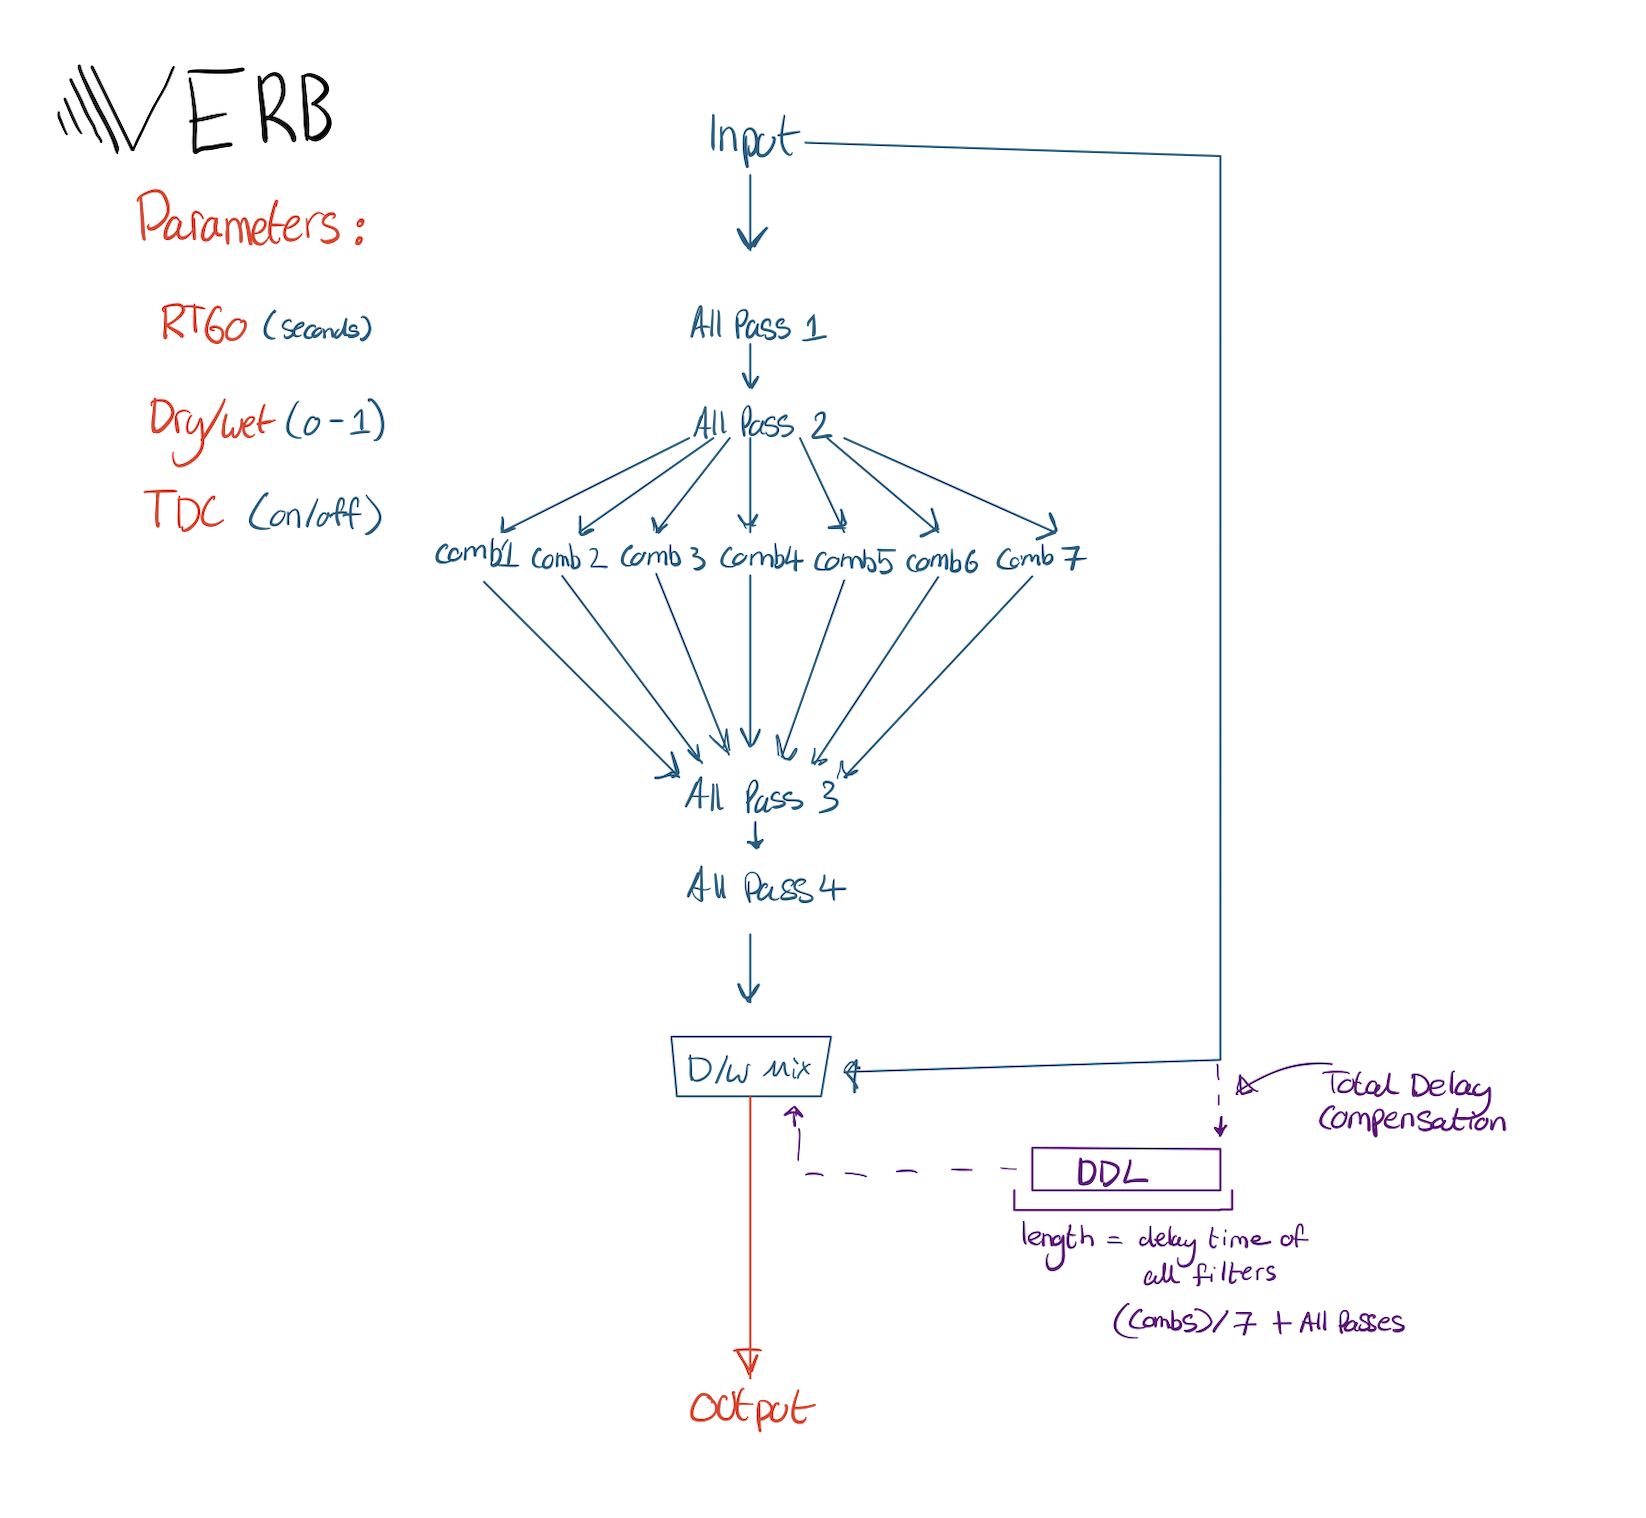 VERB
Parameters:
RT60 (seconds)
Dry/wet (0-1)
TDC (on/off)
Input
All Pass 1
All Pass 2
Comb1 Comb 2 Comb 3 Comb4 Comb5 Comb6 Comb 7
All Pass 3
All Pass 4
D/W Mix
Total Delay
Compensation
DDL
length = delay time of
all filters
(Combs)/7 + All Passes
Output